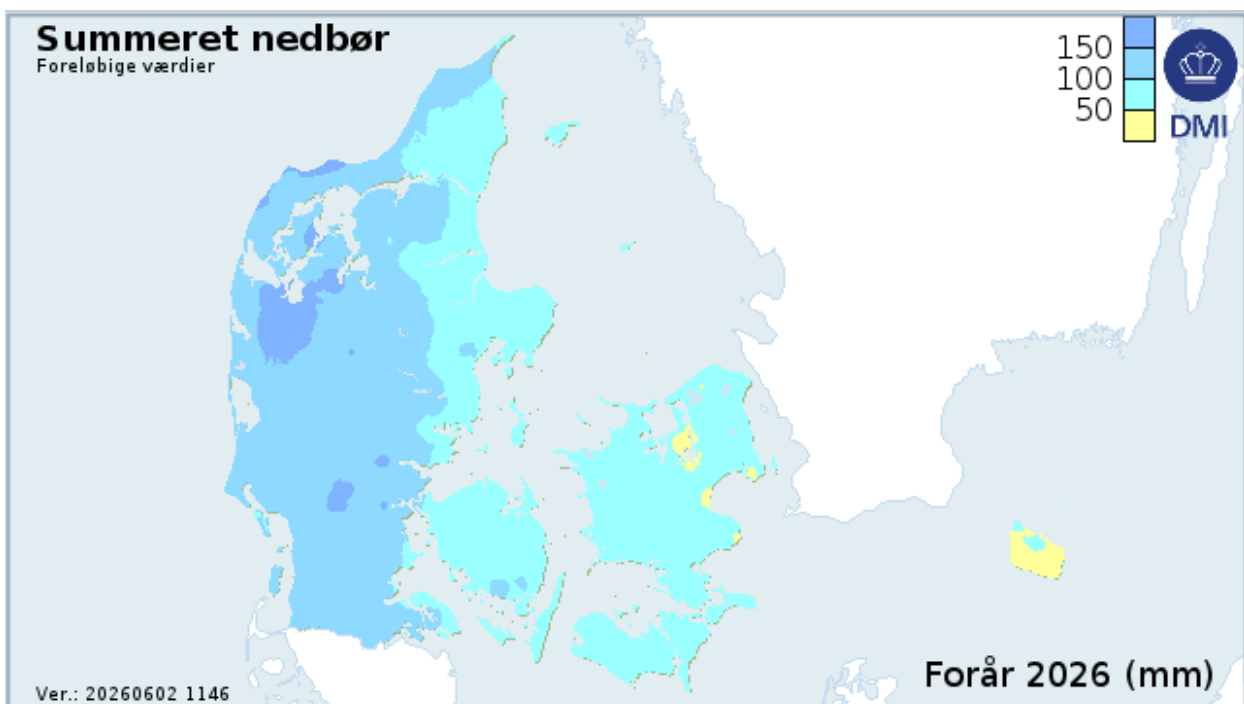 Summeret nedbør
Foreløbige værdier
150
100
50
DMI
Forår 2026 (mm)
Ver.: 20260602 1146